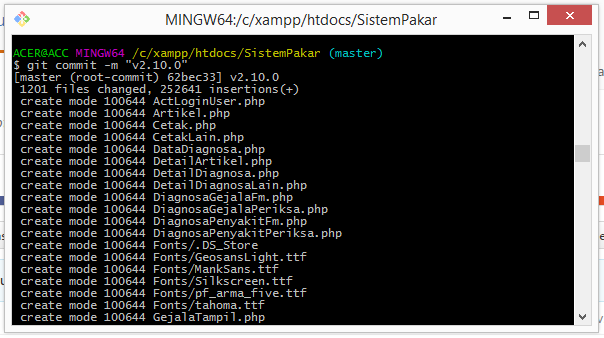 MINGW64:/c/xampp/htdocs/SistemPakar
ACER@ACC MINGW64 /c/xampp/htdocs/SistemPakar (master)
$ git commit -m "v2.10.0"
[master (root-commit) 62bec33] v2.10.0
 1201 files changed, 252641 insertions(+)
 create mode 100644 ActLoginUser.php
 create mode 100644 Artikel.php
 create mode 100644 Cetak.php
 create mode 100644 CetakLain.php
 create mode 100644 DataDiagnosa.php
 create mode 100644 DetailArtikel.php
 create mode 100644 DetailDiagnosa.php
 create mode 100644 DetailDiagnosaLain.php
 create mode 100644 DiagnosaGejalaFm.php
 create mode 100644 DiagnosaGejalaPeriksa.php
 create mode 100644 DiagnosaPenyakitFm.php
 create mode 100644 DiagnosaPenyakitPeriksa.php
 create mode 100644 Fonts/.DS_Store
 create mode 100644 Fonts/GeosansLight.ttf
 create mode 100644 Fonts/MankSans.ttf
 create mode 100644 Fonts/Silkscreen.ttf
 create mode 100644 Fonts/pf_arma_five.ttf
 create mode 100644 Fonts/tahoma.ttf
 create mode 100644 GejalaTampil.php